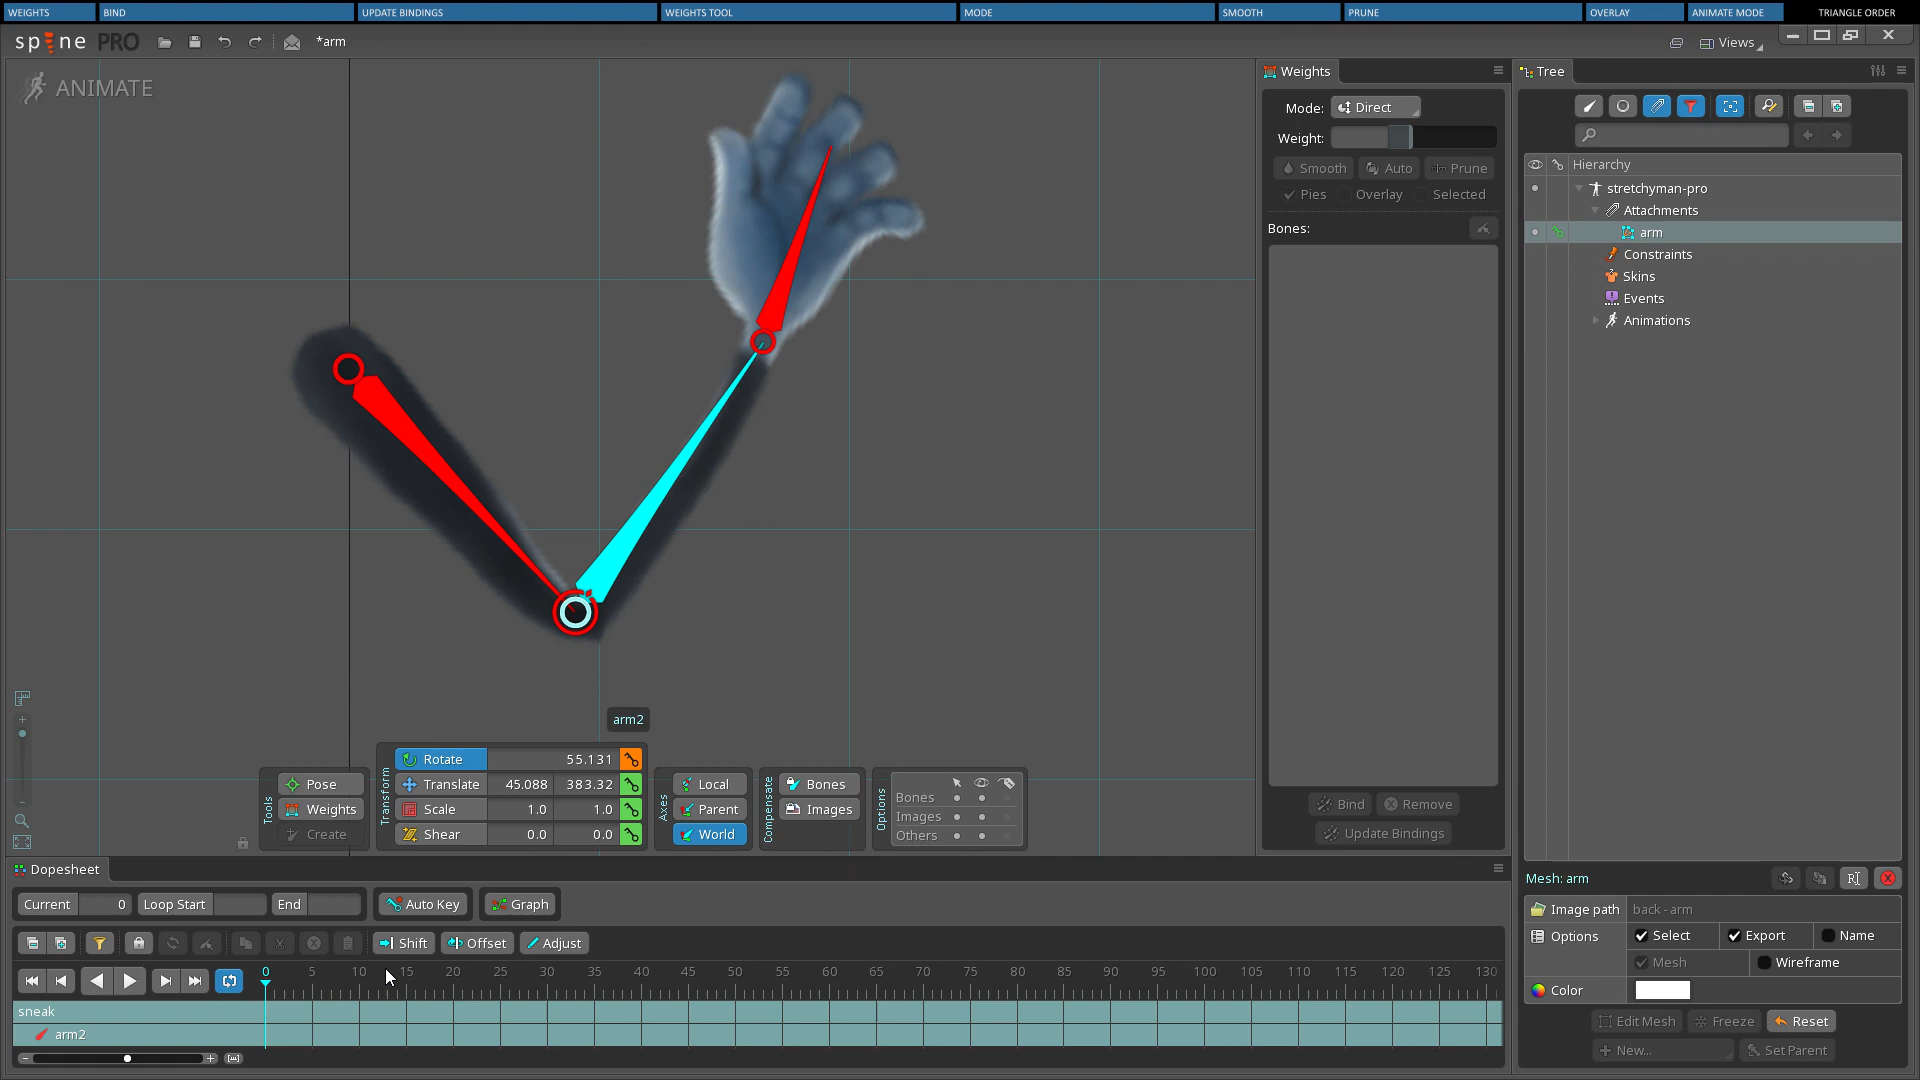 WEIGHTS BIND UPDATE BINDINGS WEIGHTS TOOL MODE SMOOTH PRUNE OVERLAY ANIMATE MODE TRIANGLE ORDER
spine PRO *arm Views
ANIMATE
Weights
Mode: Direct
Weight:
Smooth Auto Prune
Pies Overlay Selected
Bones:
Bind Remove
Update Bindings
Tree
Hierarchy
stretchyman-pro
Attachments
arm
Constraints
Skins
Events
Animations
arm2
Tools
Pose
Weights
Create
Transform
Rotate 55.131
Translate 45.088 383.32
Scale 1.0 1.0
Shear 0.0 0.0
Axes
Local
Parent
World
Compensate
Bones
Images
Options
Bones
Images
Others
Mesh: arm
Image path back-arm
Options Select Export Name
Mesh Wireframe
Color
Edit Mesh Freeze Reset
New... Set Parent
Dopesheet
Current 0 Loop Start End Auto Key Graph
Shift Offset Adjust
0 5 10 15 20 25 30 35 40 45 50 55 60 65 70 75 80 85 90 95 100 105 110 115 120 125 130
sneak
arm2